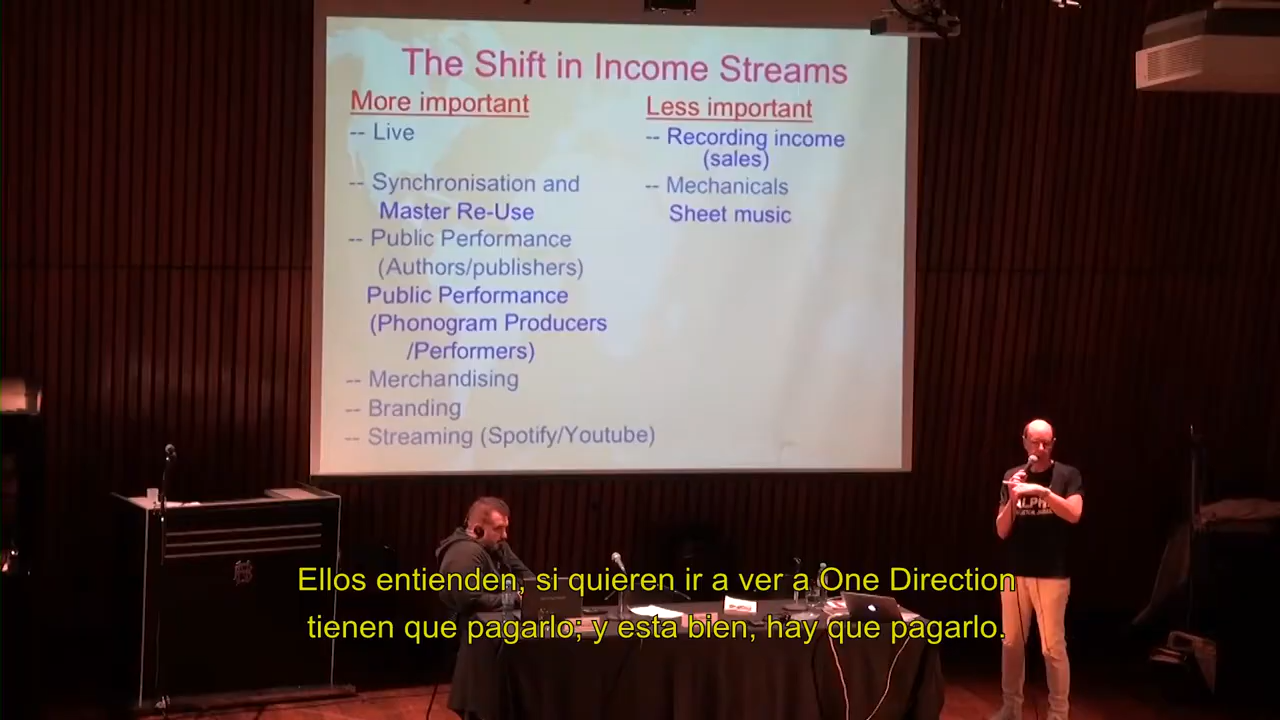 The Shift in Income Streams
More important
-- Live
-- Synchronisation and
Master Re-Use
-- Public Performance
(Authors/publishers)
Public Performance
(Phonogram Producers
/Performers)
-- Merchandising
-- Branding
-- Streaming (Spotify/Youtube)
Less important
-- Recording income
(sales)
-- Mechanicals
Sheet music
Ellos entienden, si quieren ir a ver a One Direction
tienen que pagarlo; y esta bien, hay que pagarlo.